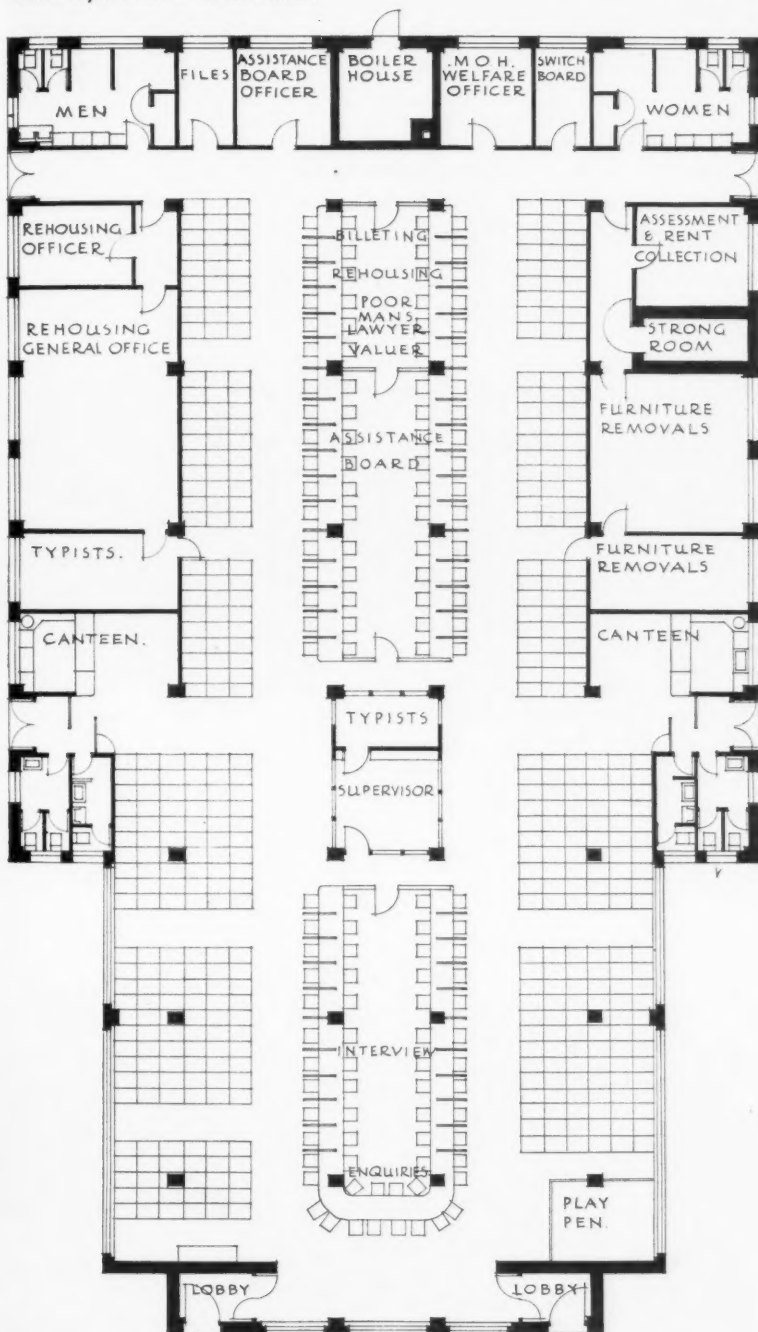 MEN
FILES
ASSISTANCE
BOARD
OFFICER
BOILER
HOUSE
.M.O.H.
WELFARE
OFFICER
SWITCH
BOARD
WOMEN
REHOUSING
OFFICER
BILLETING
REHOUSING
POOR
MANS
LAWYER
VALUER
ASSESSMENT
& RENT
COLLECTION
REHOUSING
GENERAL OFFICE
STRONG
ROOM
ASSISTANCE
BOARD
FURNITURE
REMOVALS
TYPISTS.
FURNITURE
REMOVALS
CANTEEN.
CANTEEN
TYPISTS
SUPERVISOR
INTERVIEW
ENQUIRIES
PLAY
PEN.
LOBBY
LOBBY